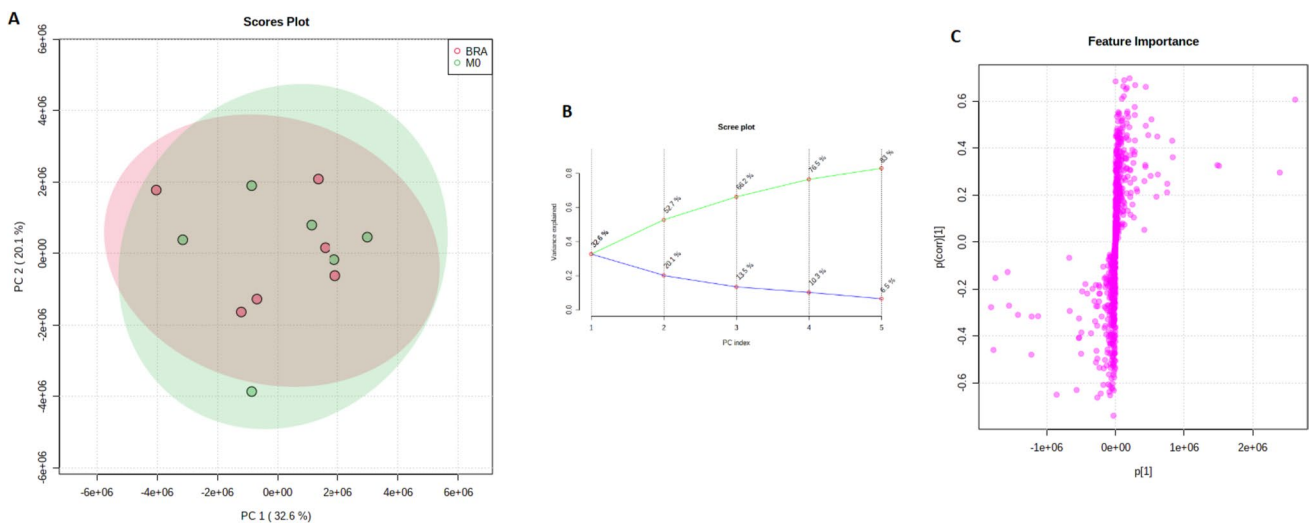 A
Scores Plot
BRA
M0
PC 2 ( 20.1 %)
6e+06
4e+06
2e+06
0e+00
-2e+06
-4e+06
-6e+06
-6e+06 -4e+06 -2e+06 0e+00 2e+06 4e+06 6e+06
PC 1 ( 32.6 %)
B
Scree plot
Variance explained
0.8
0.6
0.4
0.2
0.0
32.6 %
52.7 %
66.2 %
76.5 %
83 %
20.1 %
13.5 %
10.3 %
6.5 %
1 2 3 4 5
PC index
C
Feature Importance
p(corr)[1]
0.6
0.4
0.2
0.0
-0.2
-0.4
-0.6
-1e+06 0e+00 1e+06 2e+06
p[1]